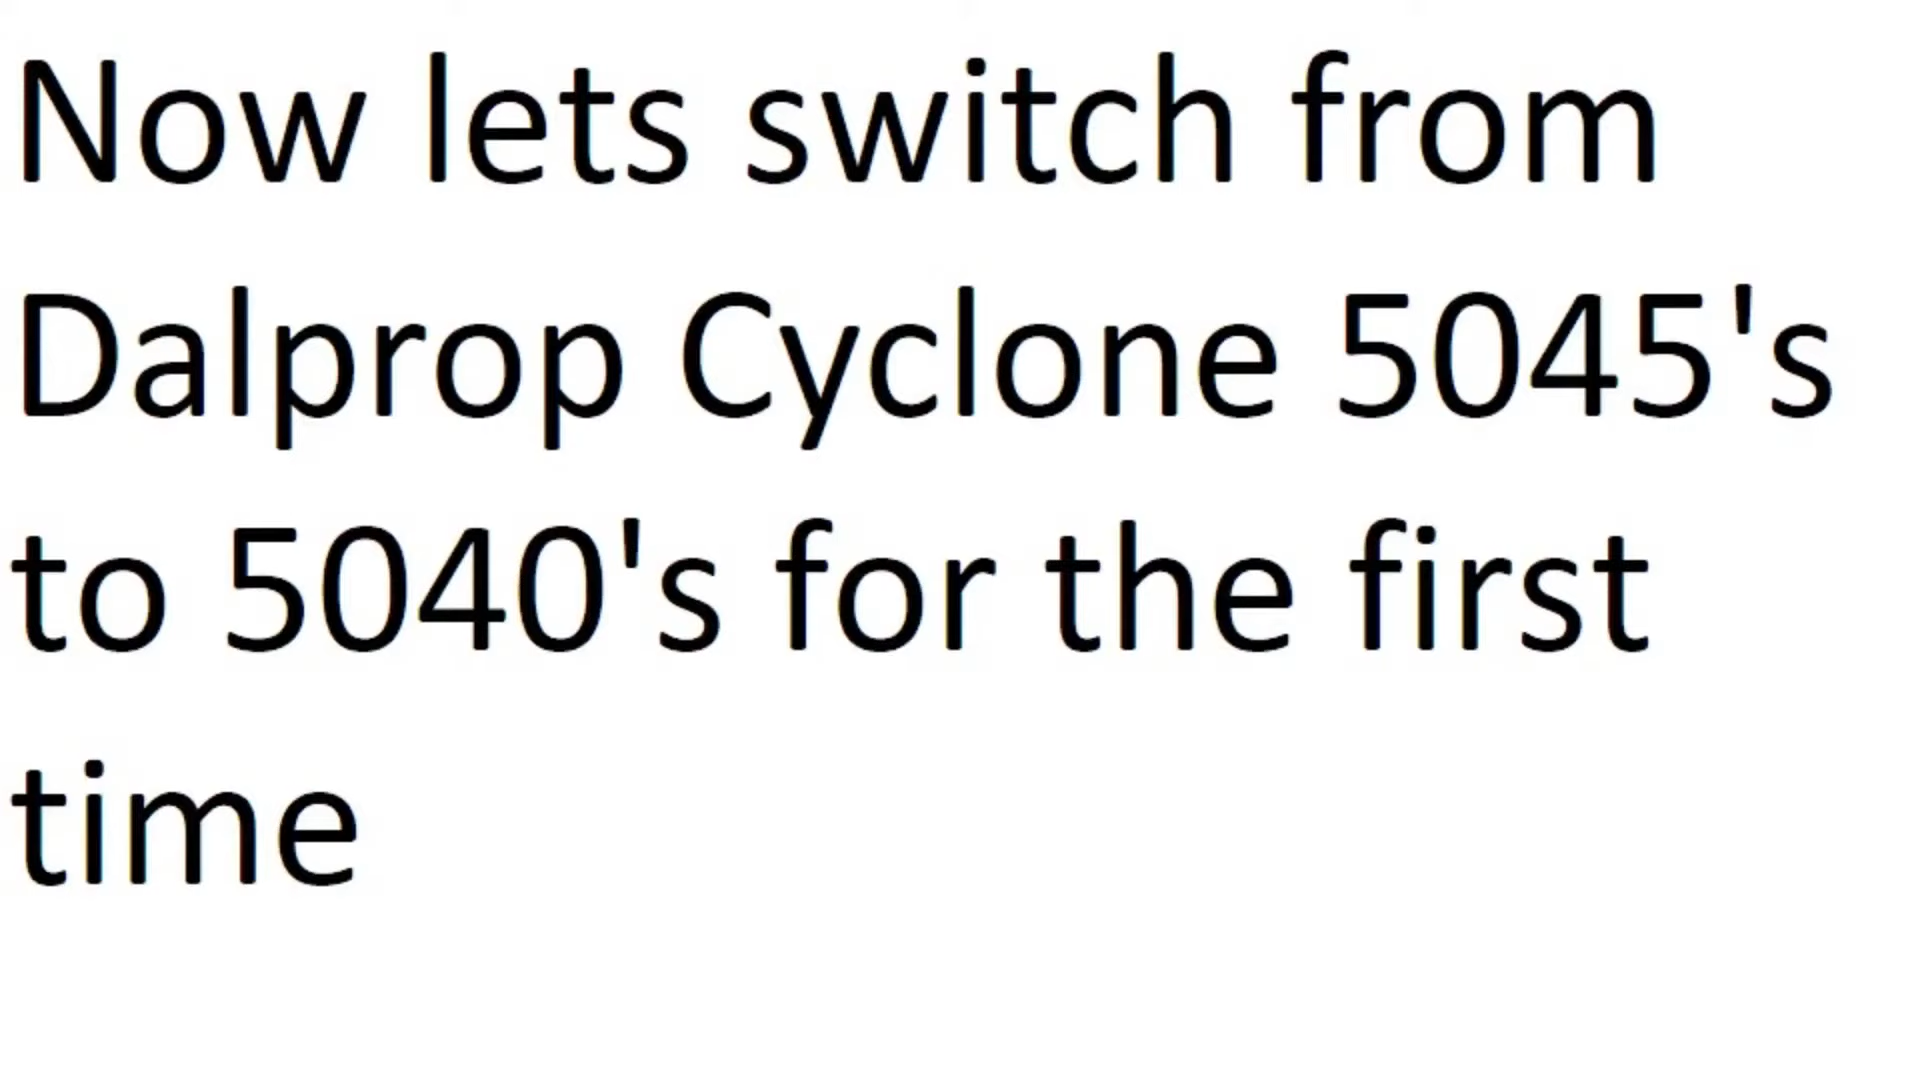 Now lets switch from
Dalprop Cyclone 5045's
to 5040's for the first
time